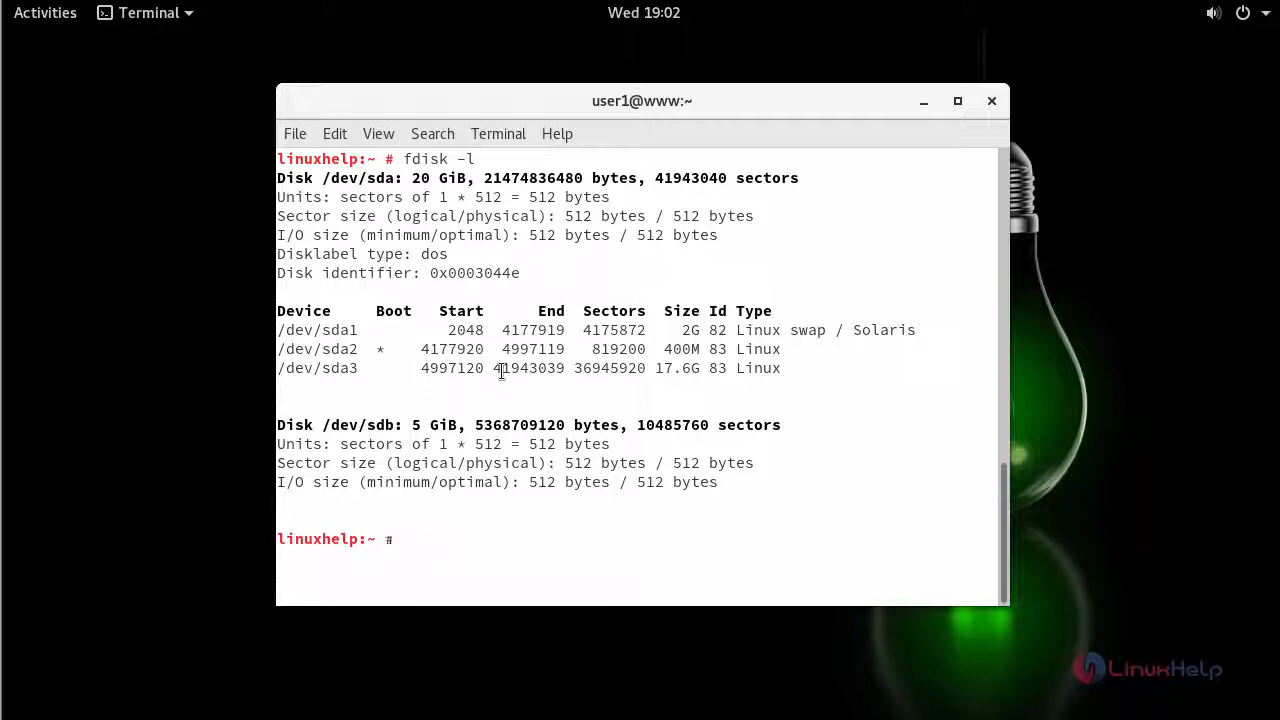 Activities Terminal Wed 19:02
user1@www:~
File Edit View Search Terminal Help
linuxhelp:~ # fdisk -l
Disk /dev/sda: 20 GiB, 21474836480 bytes, 41943040 sectors
Units: sectors of 1 * 512 = 512 bytes
Sector size (logical/physical): 512 bytes / 512 bytes
I/O size (minimum/optimal): 512 bytes / 512 bytes
Disklabel type: dos
Disk identifier: 0x0003044e
Device Boot Start End Sectors Size Id Type
/dev/sda1 2048 4177919 4175872 2G 82 Linux swap / Solaris
/dev/sda2 * 4177920 4997119 819200 400M 83 Linux
/dev/sda3 4997120 41943039 36945920 17.6G 83 Linux
Disk /dev/sdb: 5 GiB, 5368709120 bytes, 10485760 sectors
Units: sectors of 1 * 512 = 512 bytes
Sector size (logical/physical): 512 bytes / 512 bytes
I/O size (minimum/optimal): 512 bytes / 512 bytes
linuxhelp:~ #
LinuxHelp